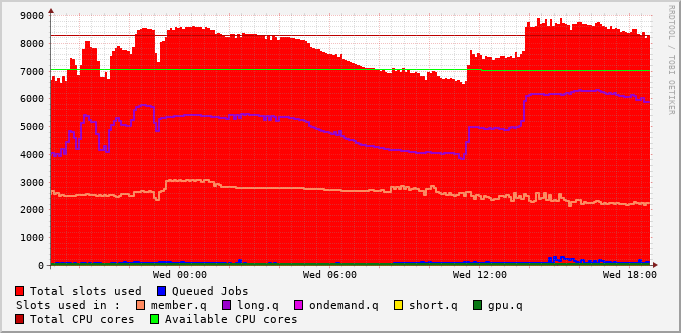 9000
8000
7000
6000
5000
4000
3000
2000
1000
0
Wed 00:00 Wed 06:00 Wed 12:00 Wed 18:00
RRDTOOL / TOBI OETIKER
Total slots used Queued Jobs
Slots used in : member.q long.q ondemand.q short.q gpu.q
Total CPU cores Available CPU cores